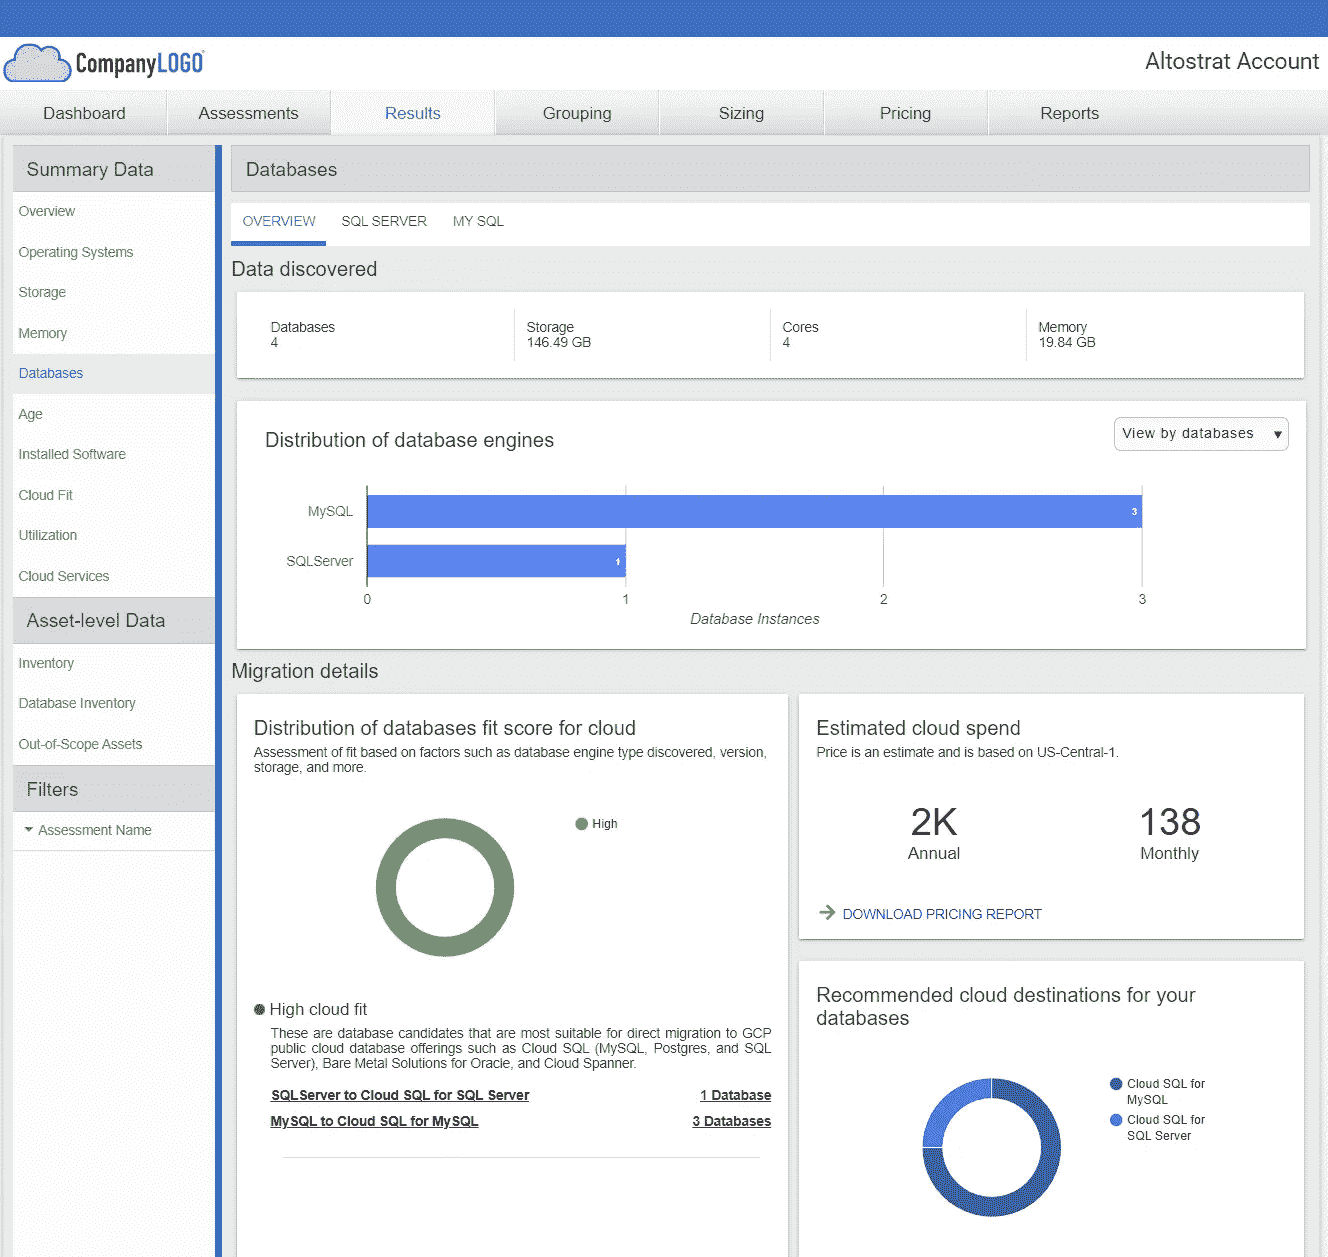 CompanyLOGO
Altostrat Account
Dashboard
Assessments
Results
Grouping
Sizing
Pricing
Reports
Summary Data
Overview
Operating Systems
Storage
Memory
Databases
Age
Installed Software
Cloud Fit
Utilization
Cloud Services
Asset-level Data
Inventory
Database Inventory
Out-of-Scope Assets
Filters
Assessment Name
Databases
OVERVIEW
SQL SERVER
MY SQL
Data discovered
Databases
4
Storage
146.49 GB
Cores
4
Memory
19.84 GB
Distribution of database engines
View by databases
MySQL
3
SQLServer
1
0
1
2
3
Database Instances
Migration details
Distribution of databases fit score for cloud
Assessment of fit based on factors such as database engine type discovered, version,
storage, and more.
High
High cloud fit
These are database candidates that are most suitable for direct migration to GCP
public cloud database offerings such as Cloud SQL (MySQL, Postgres, and SQL
Server), Bare Metal Solutions for Oracle, and Cloud Spanner.
SQLServer to Cloud SQL for SQL Server
1 Database
MySQL to Cloud SQL for MySQL
3 Databases
Estimated cloud spend
Price is an estimate and is based on US-Central-1.
2K
Annual
138
Monthly
DOWNLOAD PRICING REPORT
Recommended cloud destinations for your
databases
Cloud SQL for
MySQL
Cloud SQL for
SQL Server